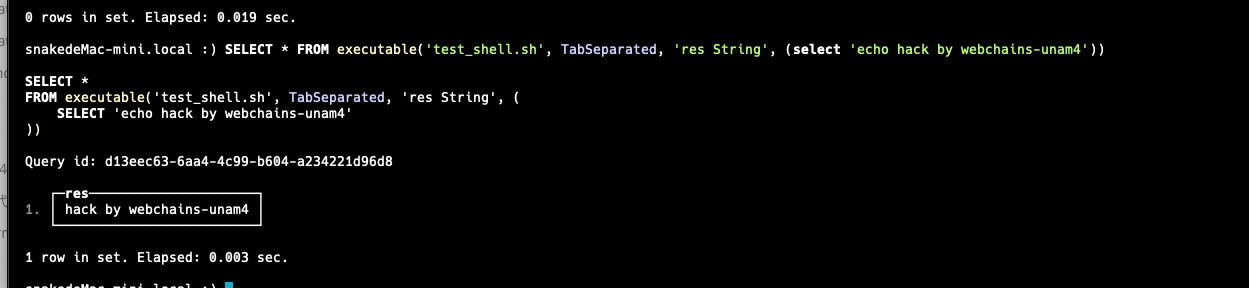 0 rows in set. Elapsed: 0.019 sec.
snakedeMac-mini.local :) SELECT * FROM executable('test_shell.sh', TabSeparated, 'res String', (select 'echo hack by webchains-unam4'))
SELECT *
FROM executable('test_shell.sh', TabSeparated, 'res String', (
    SELECT 'echo hack by webchains-unam4'
))
Query id: d13eec63-6aa4-4c99-b604-a234221d96d8
res
1. hack by webchains-unam4
1 row in set. Elapsed: 0.003 sec.
snakedeMac-mini.local :)